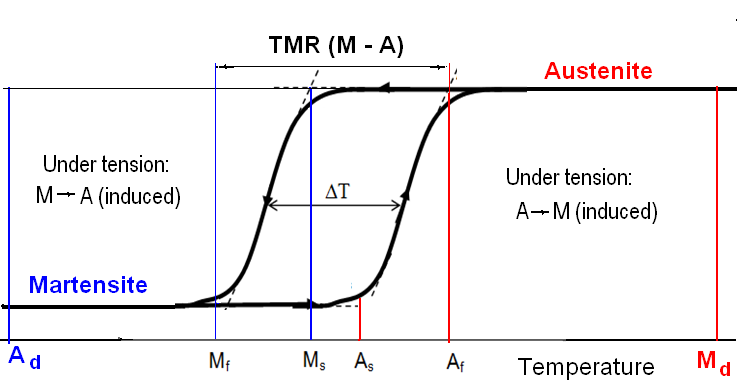 TMR (M - A)
Austenite
Under tension:
M→A (induced)
Under tension:
A→M (induced)
ΔT
Martensite
Ad
Mf
Ms
As
Af
Temperature
Md